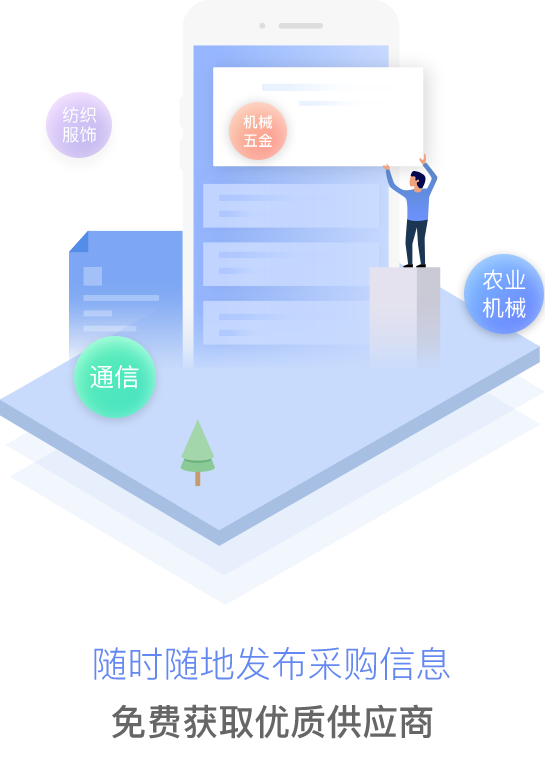 纺织
服饰
机械
五金
农业
机械
通信
随时随地发布采购信息
免费获取优质供应商